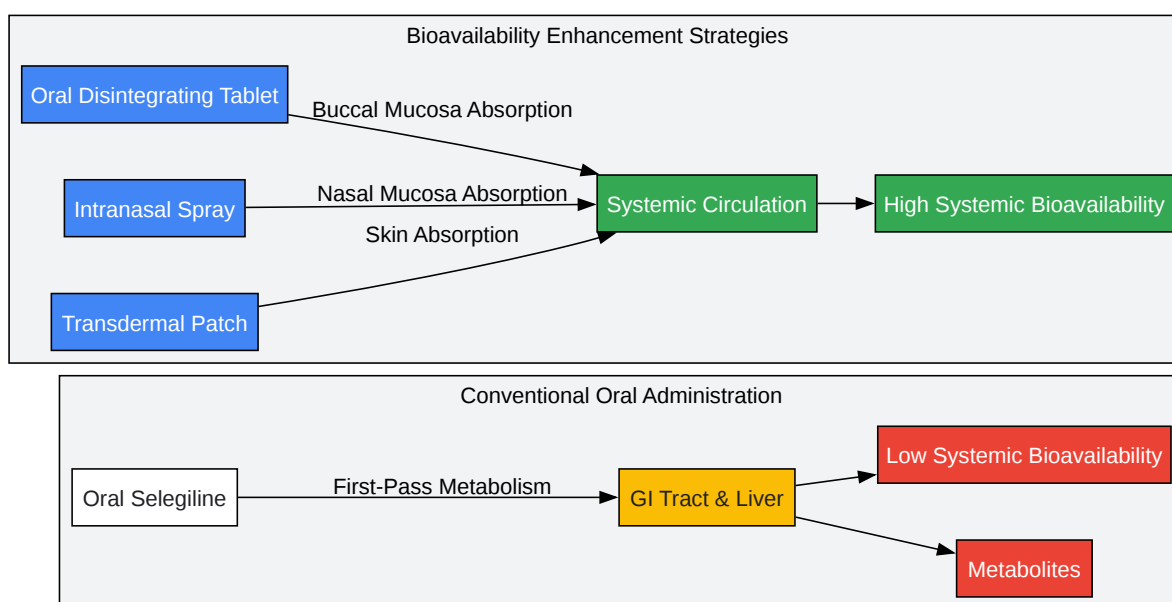 Bioavailability Enhancement Strategies
Oral Disintegrating Tablet
Buccal Mucosa Absorption
Intranasal Spray
Nasal Mucosa Absorption
Systemic Circulation
High Systemic Bioavailability
Skin Absorption
Transdermal Patch
Conventional Oral Administration
Oral Selegiline
First-Pass Metabolism
GI Tract & Liver
Low Systemic Bioavailability
Metabolites